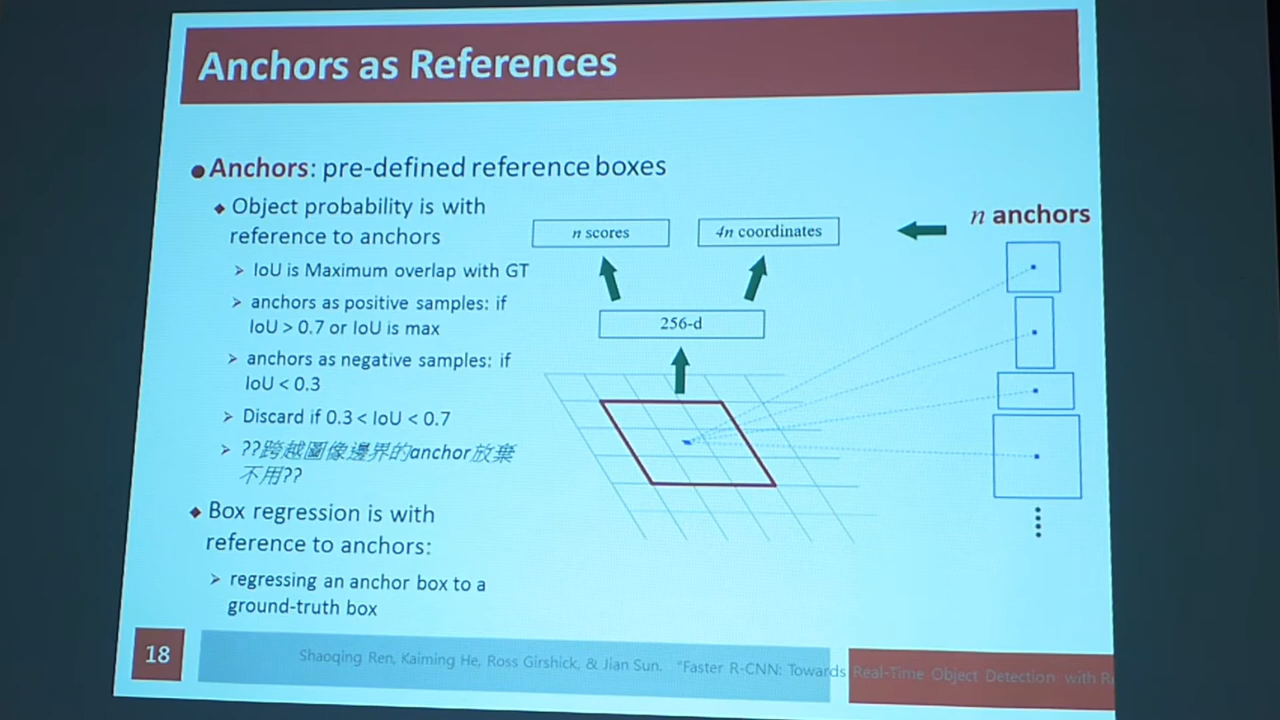 Anchors as References
Anchors: pre-defined reference boxes
Object probability is with
reference to anchors
IoU is Maximum overlap with GT
anchors as positive samples: if
IoU > 0.7 or IoU is max
anchors as negative samples: if
IoU < 0.3
Discard if 0.3 < IoU < 0.7
??跨越圖像邊界的anchor放棄
不用??
Box regression is with
reference to anchors:
regressing an anchor box to a
ground-truth box
n scores
4n coordinates
256-d
n anchors
18
Shaoqing Ren, Kaiming He, Ross Girshick, & Jian Sun. "Faster R-CNN: Towards Real-Time Object Detection with R